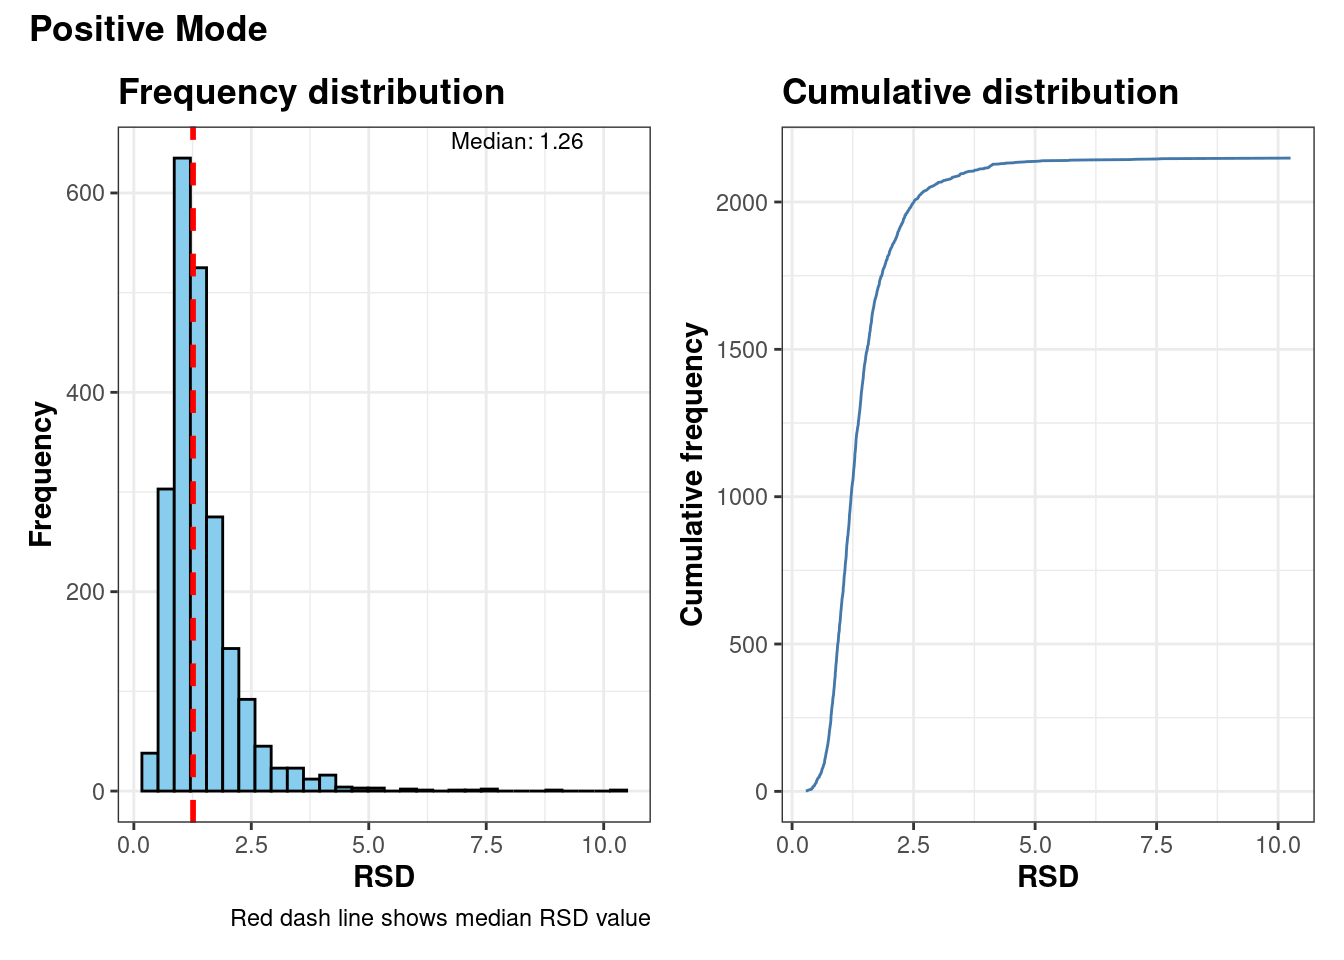 Positive Mode
Frequency distribution
Median: 1.26
Frequency
600
400
200
0
0.0 2.5 5.0 7.5 10.0
RSD
Red dash line shows median RSD value
Cumulative distribution
Cumulative frequency
2000
1500
1000
500
0
0.0 2.5 5.0 7.5 10.0
RSD